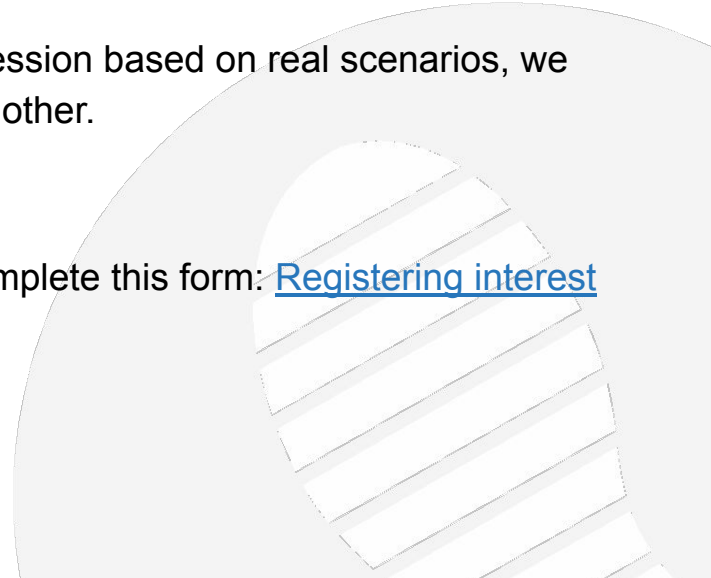 ession based on real scenarios, we
other.
mplete this form: Registering interest